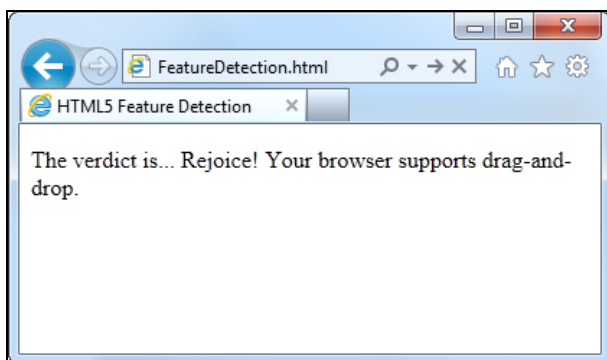 FeatureDetection.html
HTML5 Feature Detection
The verdict is... Rejoice! Your browser supports drag-and-
drop.